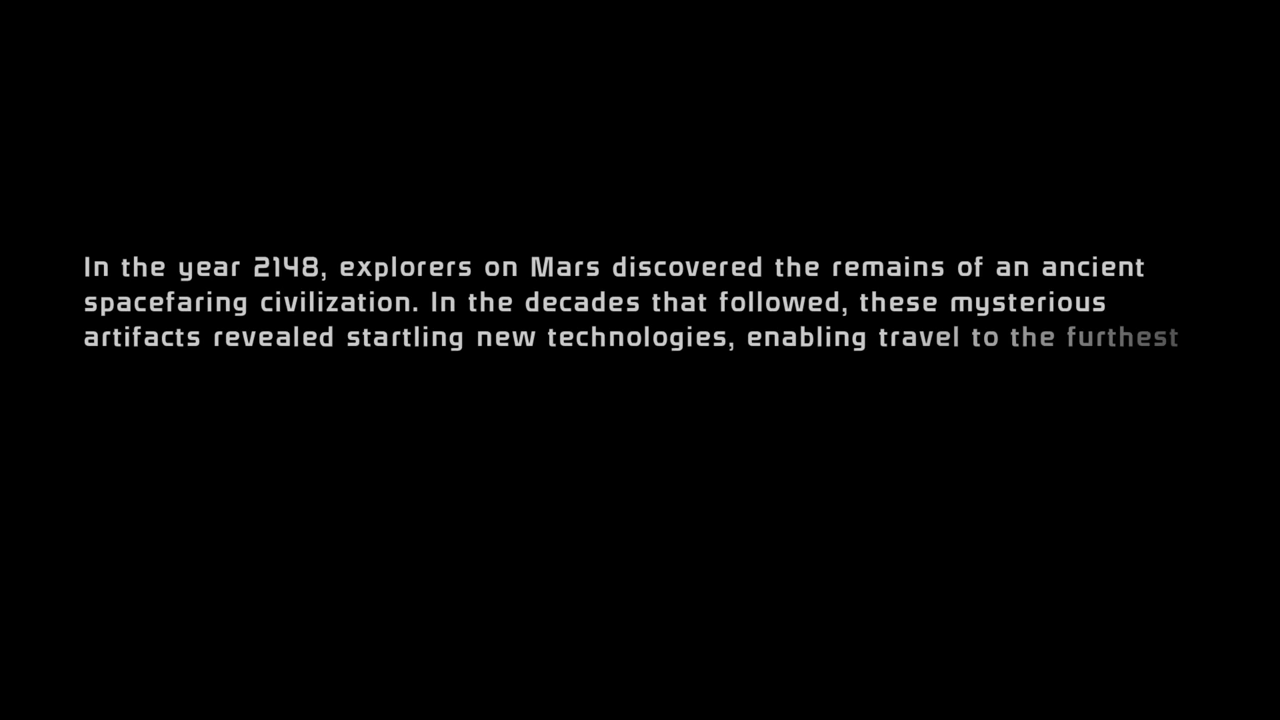 In the year 2148, explorers on Mars discovered the remains of an ancient
spacefaring civilization. In the decades that followed, these mysterious
artifacts revealed startling new technologies, enabling travel to the furthest